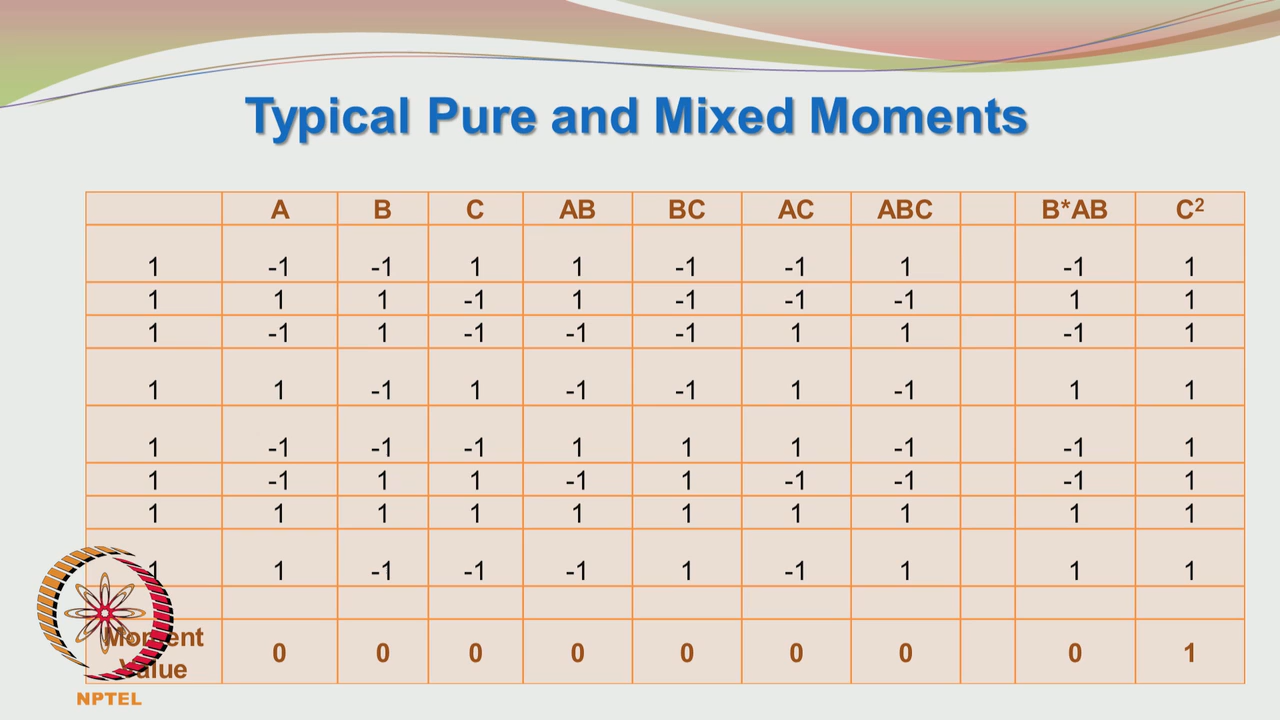 Typical Pure and Mixed Moments
A B C AB BC AC ABC B*AB C²
1 -1 -1 1 1 -1 -1 1 -1 1
1 1 1 -1 1 -1 -1 -1 1 1
1 -1 1 -1 -1 -1 1 1 -1 1
1 1 -1 1 -1 -1 1 -1 1 1
1 -1 -1 -1 1 1 1 -1 -1 1
1 -1 1 1 -1 1 -1 -1 -1 1
1 1 1 1 1 1 1 1 1 1
1 1 -1 -1 -1 1 -1 1 1 1
Moment Value 0 0 0 0 0 0 0 0 1
NPTEL